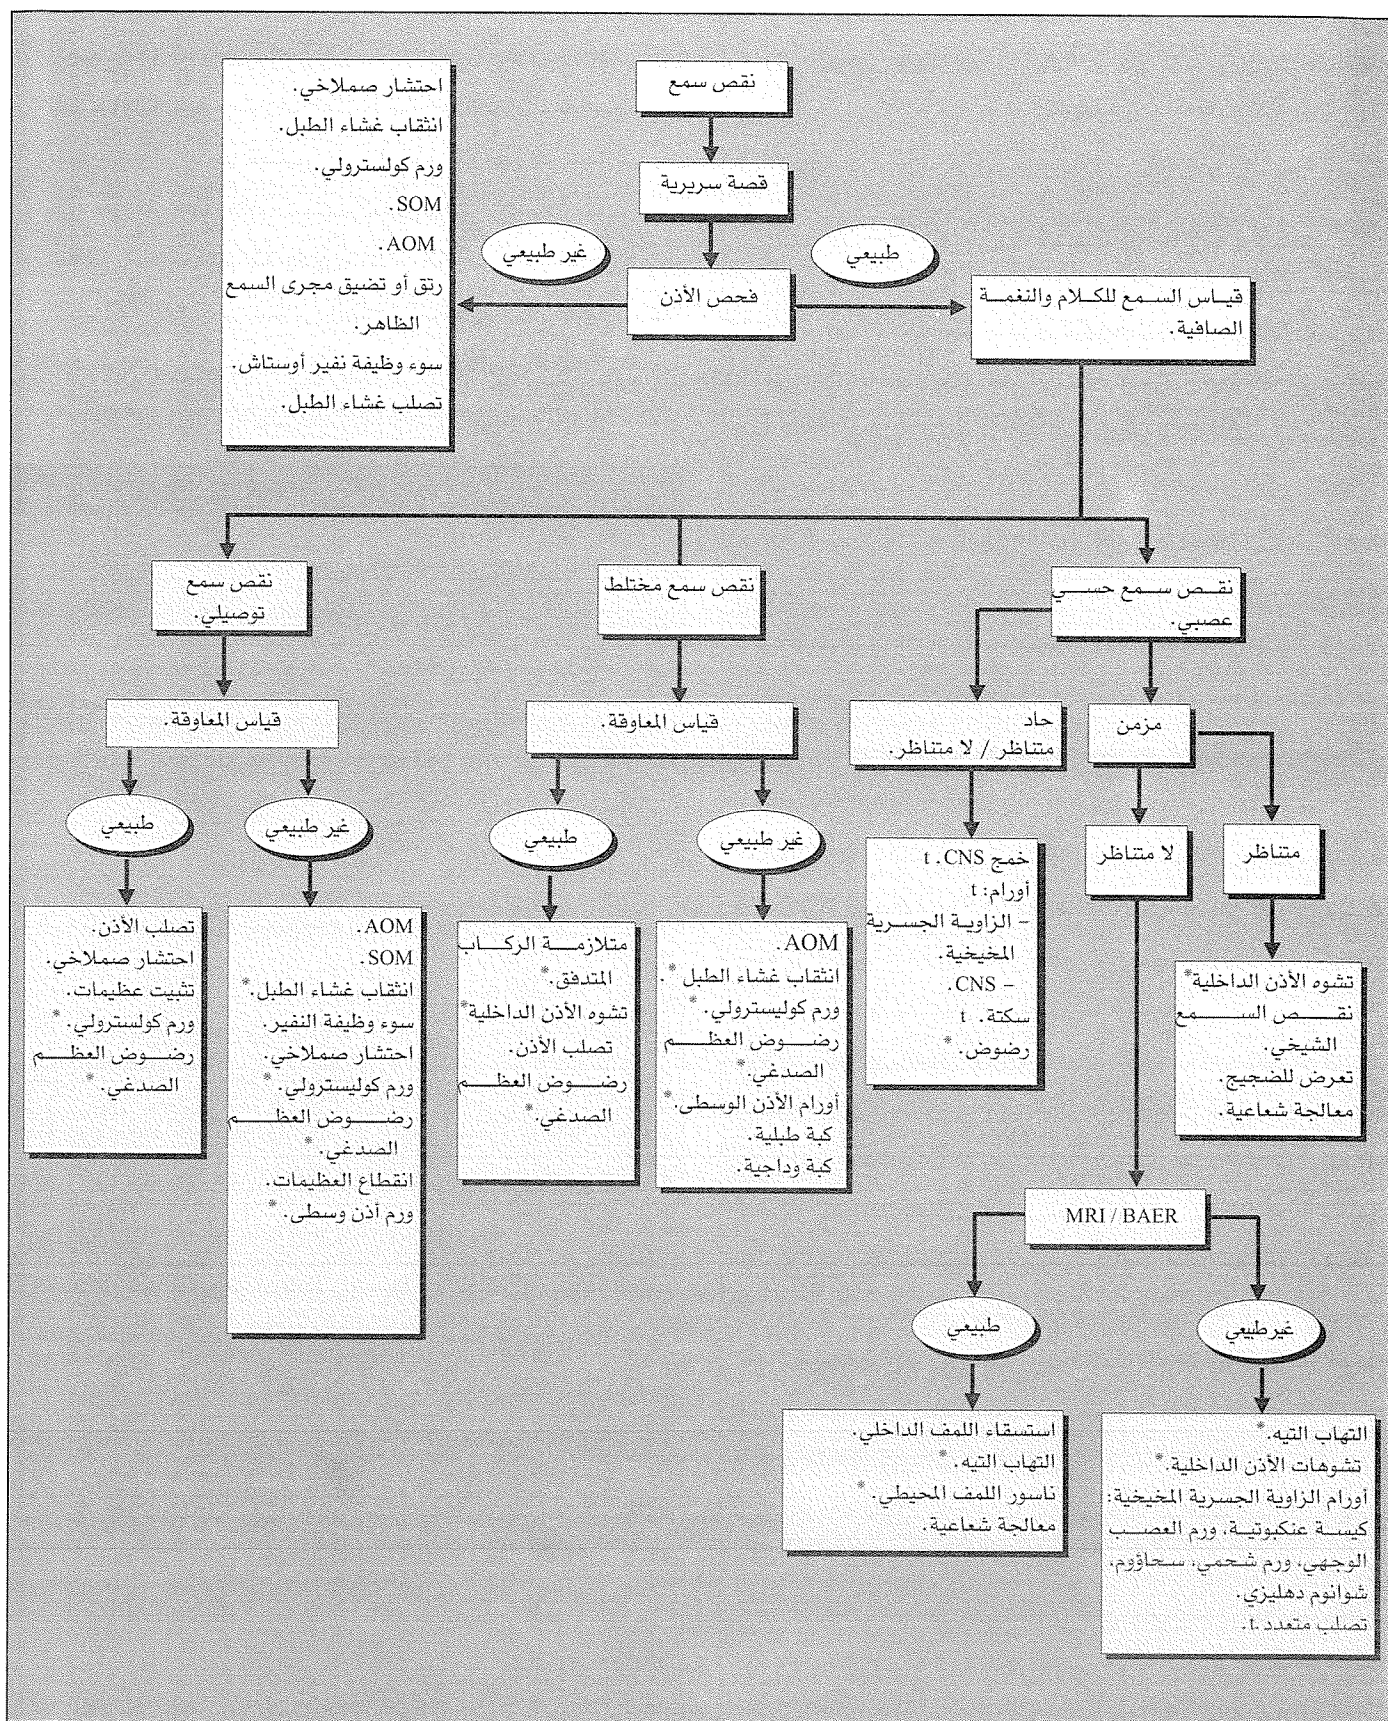 نقص سمع
قصة سريرية
فحص الأذن
غير طبيعي
طبيعي
احتشار صملاخي.
انثقاب غشاء الطبل.
ورم كولسترولي.
SOM.
AOM.
رتق أو تضيق مجرى السمع
الظاهر.
سوء وظيفة نفير أوستاش.
تصلب غشاء الطبل.
قياس السمع للكلام والنغمة
الصافية.
نقص سمع حسي
عصبي.
نقص سمع مختلط
نقص سمع
توصيلي.
مزمن
حاد
متناظر / لا متناظر.
قياس المعاوقة.
قياس المعاوقة.
متناظر
لا متناظر
غير طبيعي
طبيعي
غير طبيعي
طبيعي
تشوه الأذن الداخلية*
نقص السمع
الشيخي.
تعرض للضجيج.
معالجة شعاعية.
خمج CNS. t
أورام: t
– الزاوية الجسرية
المخيخية.
– CNS.
سكتة. t
رضوض.*
AOM.
انثقاب غشاء الطبل*.
ورم كوليسترولي.*
رضوض العظم
الصدغي.*
أورام الأذن الوسطى.*
كبة طبلية.
كبة وداجية.
متلازمة الركاب
المتدفق.*
تشوه الأذن الداخلية*
تصلب الأذن.
رضوض العظم
الصدغي.*
AOM.
SOM.
انثقاب غشاء الطبل.*
سوء وظيفة النفير.
احتشار صملاخي.
ورم كوليسترولي.*
رضوض العظم
الصدغي.*
انقطاع العظيمات.
ورم أذن وسطى.*
تصلب الأذن.
احتشار صملاخي.
تثبيت عظيمات.
ورم كولسترولي.*
رضوض العظم
الصدغي.*
MRI / BAER
غير طبيعي
طبيعي
التهاب التيه.*
تشوهات الأذن الداخلية.*
أورام الزاوية الجسرية المخيخية:
كيسة عنكبوتية، ورم العصب
الوجهي، ورم شحمي، سحاؤوم،
شوانوم دهليزي.
تصلب متعدد.t.
استسقاء اللمف الداخلي.
التهاب التيه.*
ناسور اللمف المحيطي.*
معالجة شعاعية.